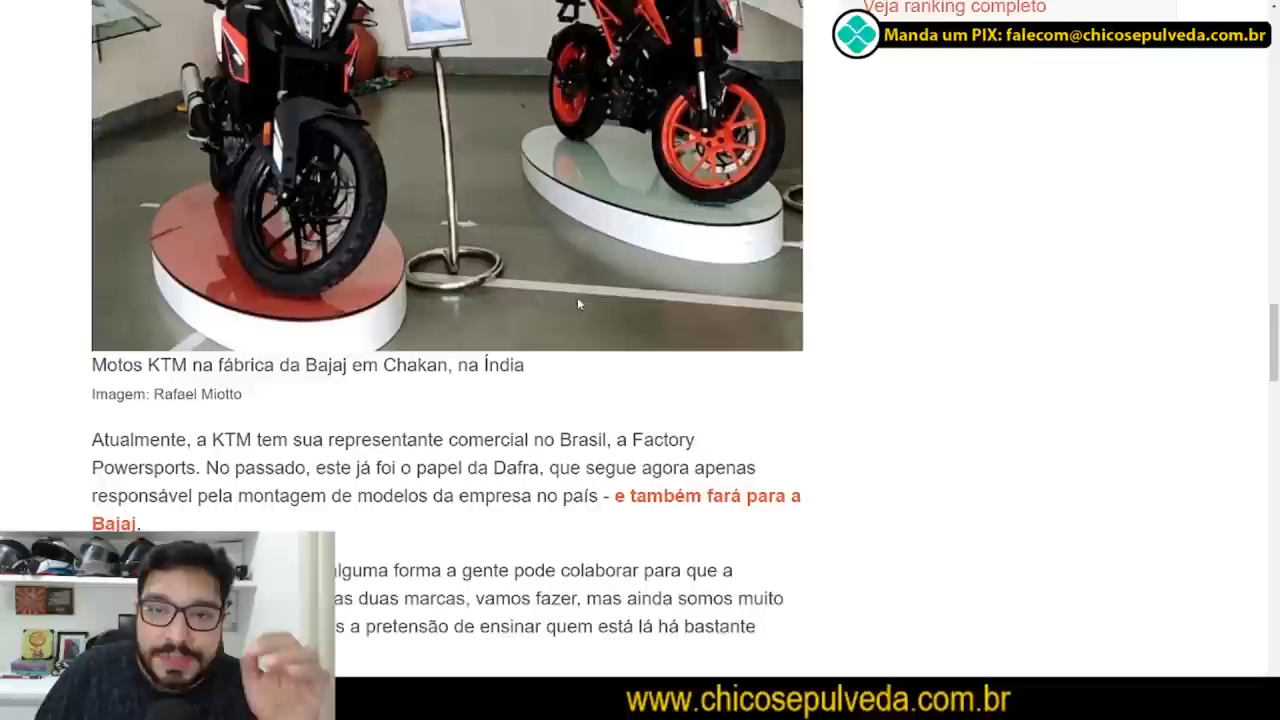 Veja ranking completo
Manda um PIX: falecom@chicosepulveda.com.br
Motos KTM na fábrica da Bajaj em Chakan, na Índia
Imagem: Rafael Miotto
Atualmente, a KTM tem sua representante comercial no Brasil, a Factory
Powersports. No passado, este já foi o papel da Dafra, que segue agora apenas
responsável pela montagem de modelos da empresa no país - e também fará para a
Bajaj.
alguma forma a gente pode colaborar para que a
as duas marcas, vamos fazer, mas ainda somos muito
s a pretensão de ensinar quem está lá há bastante
www.chicosepulveda.com.br